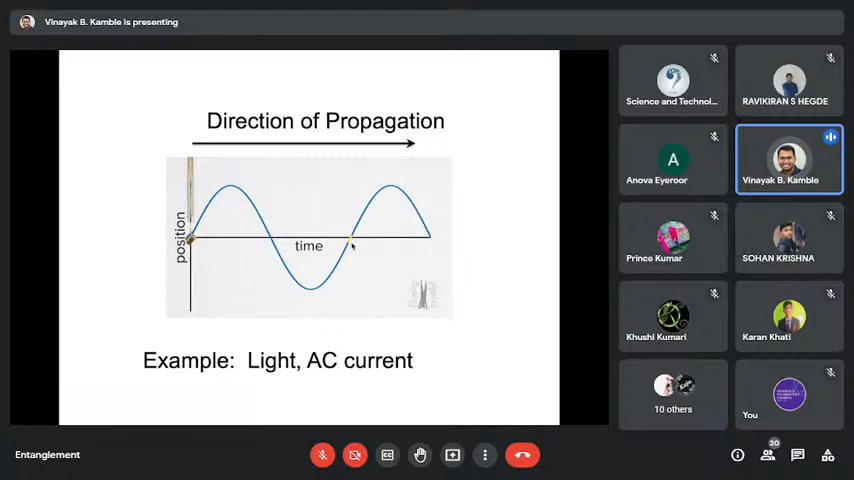 Vinayak B. Kamble is presenting
Direction of Propagation
position
time
Example: Light, AC current
Science and Technol...
RAVIKIRAN S HEGDE
A
Anova Eyeroor
Vinayak B. Kamble
Prince Kumar
SOHAN KRISHNA
Khushi Kumari
Karan Khati
10 others
You
Entanglement
20